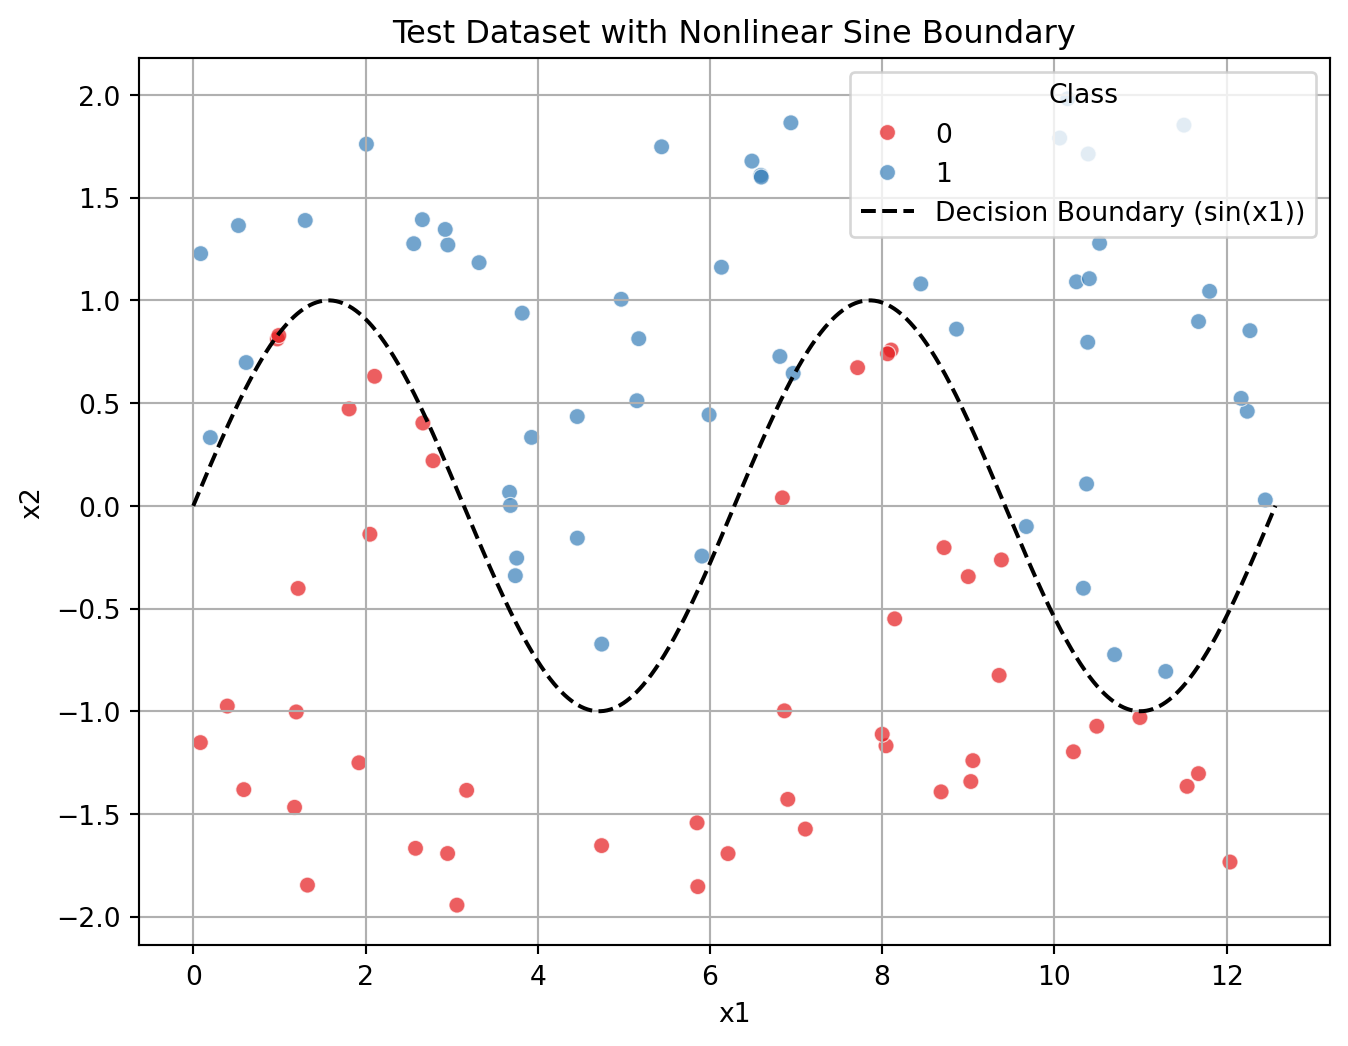 Test Dataset with Nonlinear Sine Boundary
Class
0
1
Decision Boundary (sin(x1))
2.0
1.5
1.0
0.5
0.0
−0.5
−1.0
−1.5
−2.0
x2
0 2 4 6 8 10 12
x1